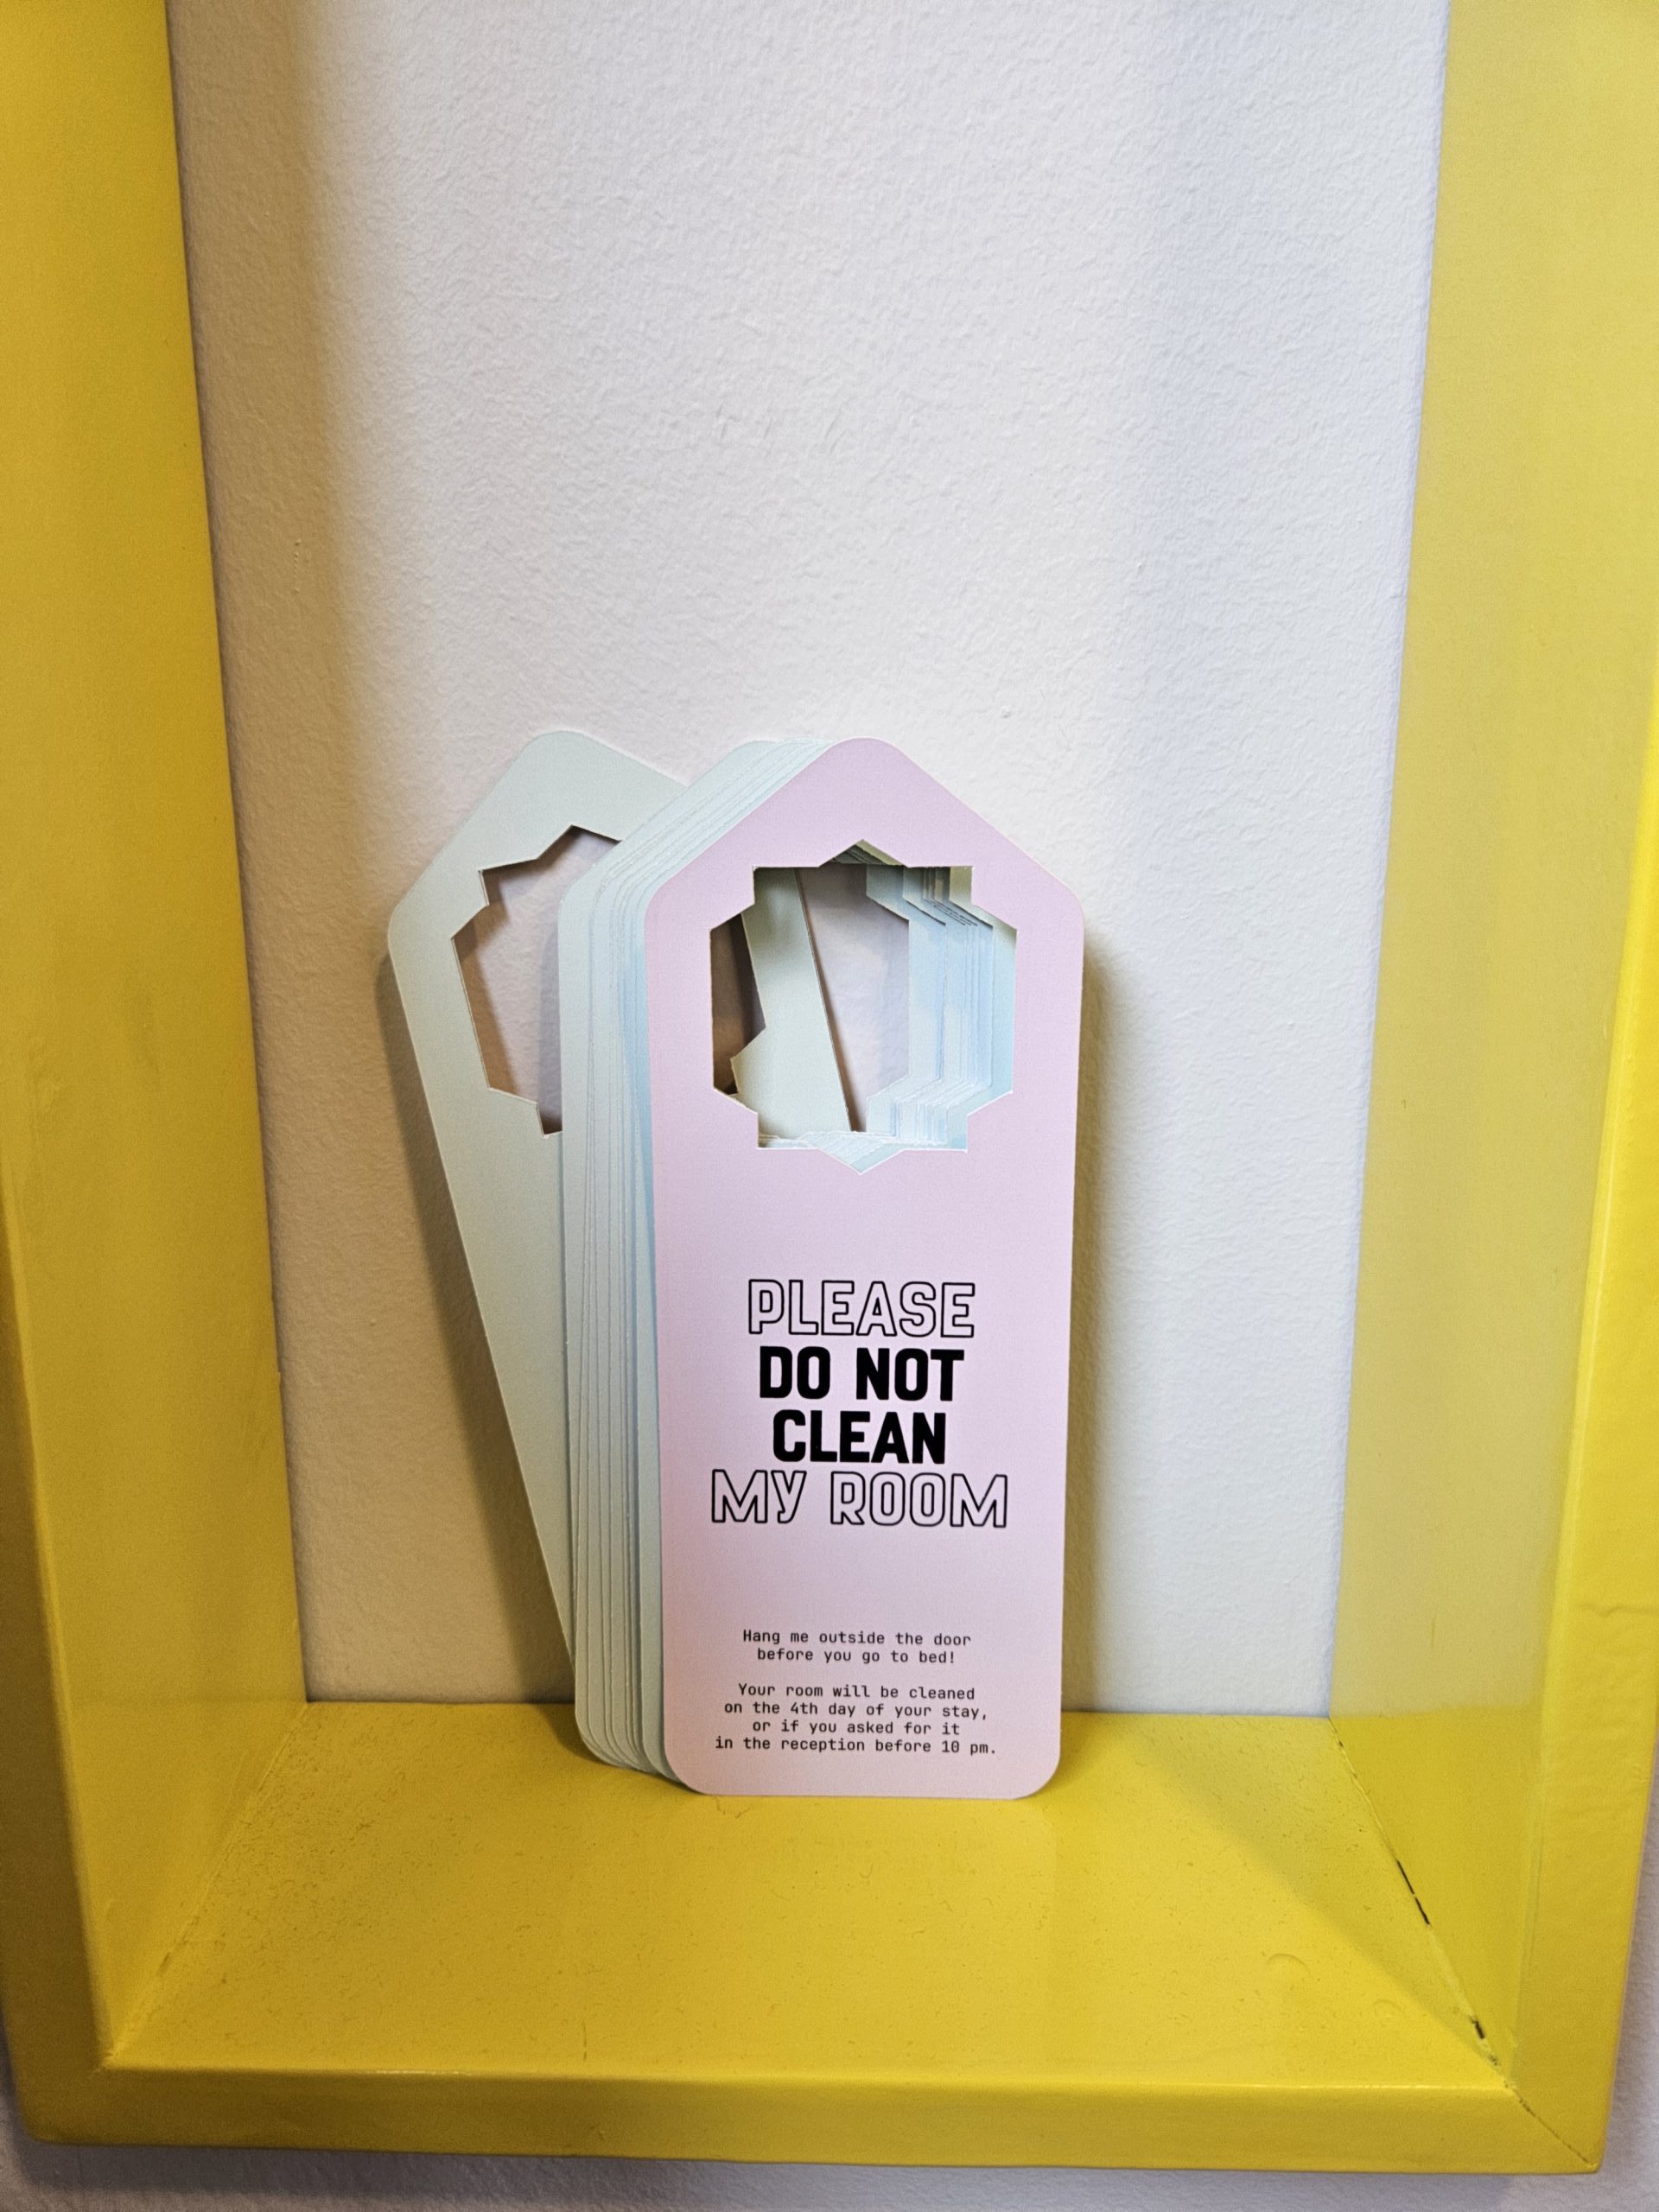 PLEASE
DO NOT
CLEAN
MY ROOM
Hang me outside the door
before you go to bed!
Your room will be cleaned
on the 4th day of your stay,
or if you asked for it
in the reception before 10 pm.